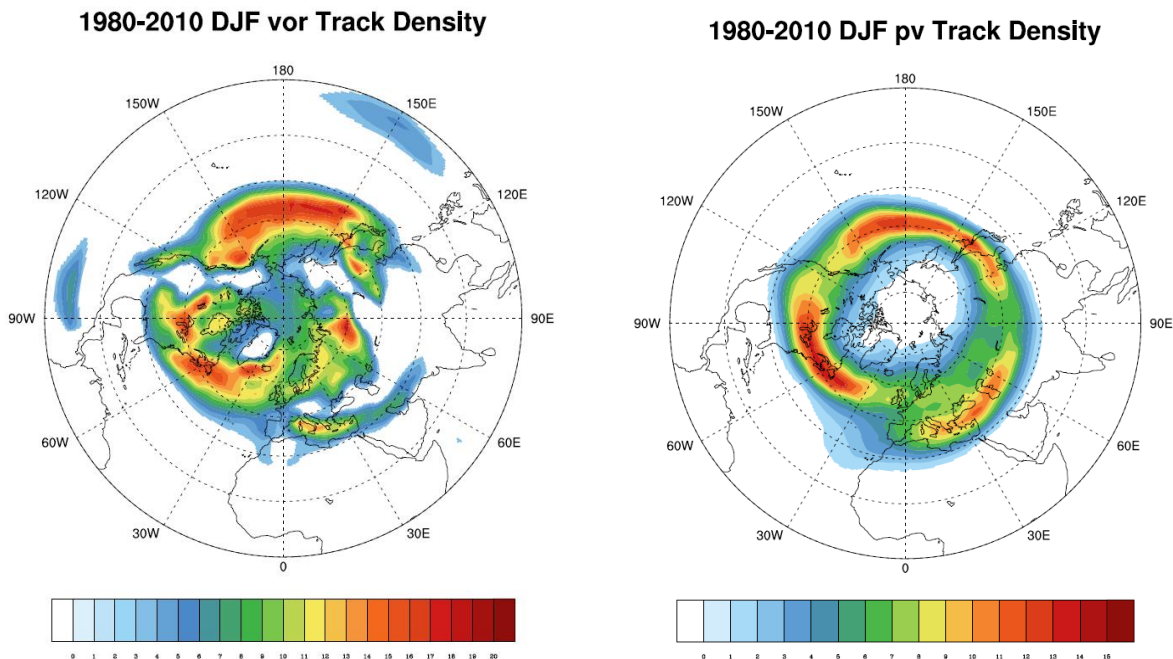 1980-2010 DJF vor Track Density
180
150W
150E
120W
120E
90W
90E
60W
60E
30W
30E
0
0 1 2 3 4 5 6 7 8 9 10 11 12 13 14 15 16 17 18 19 20
1980-2010 DJF pv Track Density
180
150W
150E
120W
120E
90W
90E
60W
60E
30W
30E
0
0 1 2 3 4 5 6 7 8 9 10 11 12 13 14 15